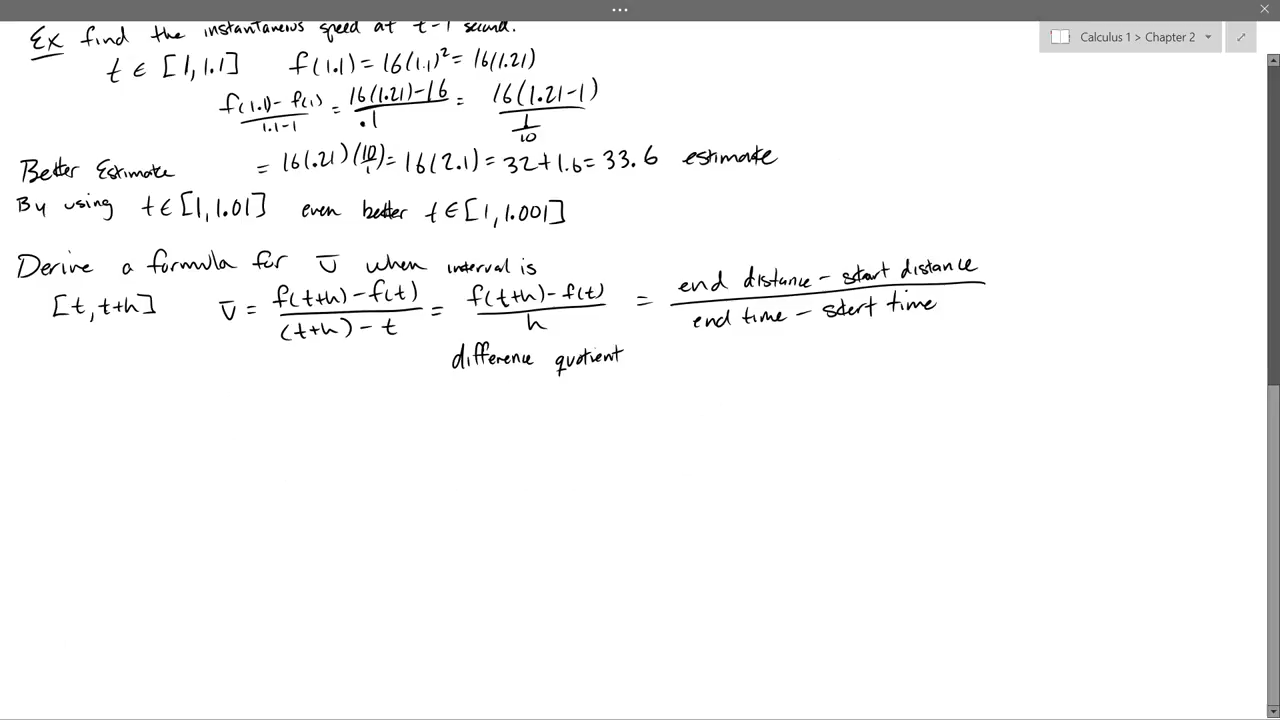 Ex find the instantaneous speed at t-1 second.
Calculus 1 > Chapter 2
t ∈ [1, 1.1] f(1.1) = 16(1.1)² = 16(1.21)
f(1.1) - f(1) / 1.1-1 = 16(1.21) - 16 / .1 = 16(1.21-1) / 1/10
Better Estimate = 16(.21)(10/1) = 16(2.1) = 32 + 1.6 = 33.6 estimate
By using t ∈ [1, 1.01] even better t ∈ [1, 1.001]
Derive a formula for v̄ when interval is
[t, t+h] v̄ = f(t+h) - f(t) / (t+h) - t = f(t+h) - f(t) / h = end distance - start distance / end time - start time
difference quotient